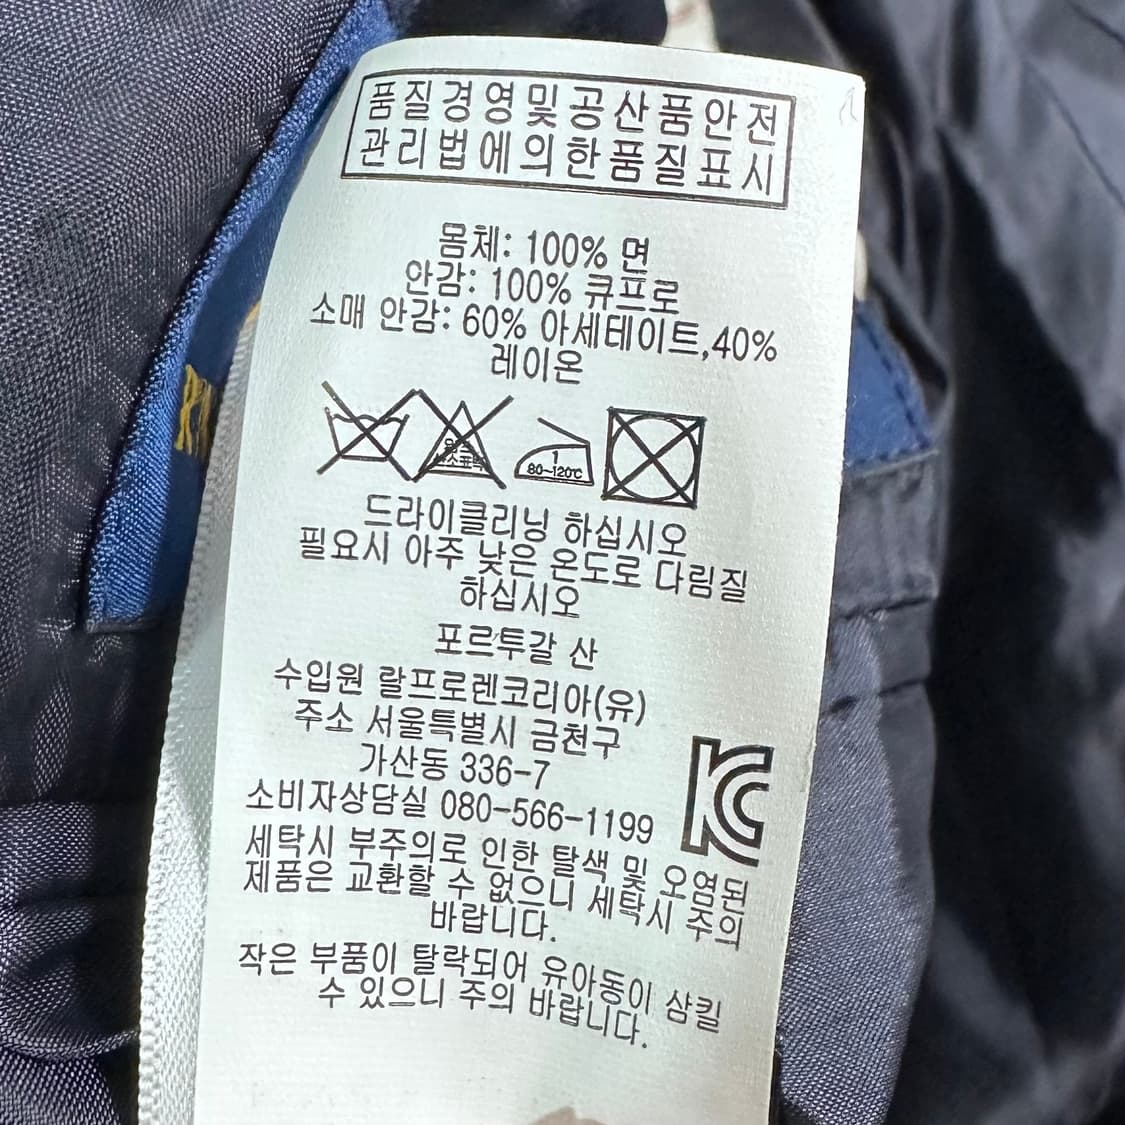 품질경영및공산품안전
관리법에의한품질표시
몸체: 100% 면
안감: 100% 큐프로
소매 안감: 60% 아세테이트,40%
레이온
1
80~120℃
드라이클리닝 하십시오
필요시 아주 낮은 온도로 다림질
하십시오
포르투갈 산
수입원 랄프로렌코리아(유)
주소 서울특별시 금천구
가산동 336-7
소비자상담실 080-566-1199
세탁시 부주의로 인한 탈색 및 오염된
제품은 교환할 수 없으니 세탁시 주의
바랍니다.
작은 부품이 탈락되어 유아동이 삼킬
수 있으니 주의 바랍니다.